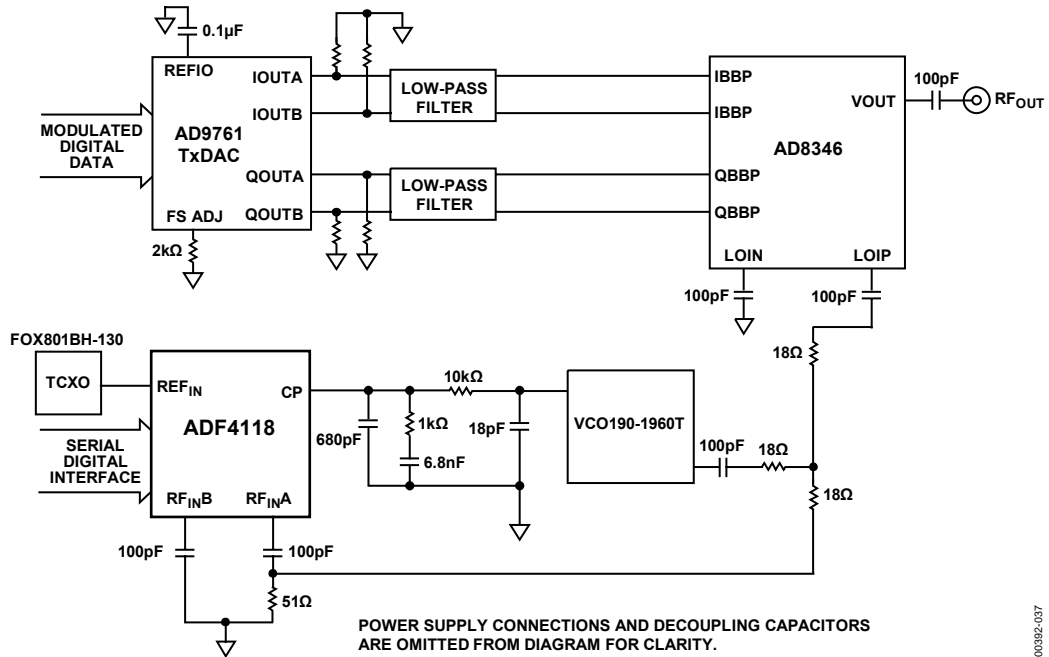 0.1µF
REFIO
IOUTA
IOUTB
AD9761
TxDAC
MODULATED
DIGITAL
DATA
QOUTA
QOUTB
FS ADJ
2kΩ
LOW-PASS
FILTER
LOW-PASS
FILTER
IBBP
IBBP
VOUT
AD8346
QBBP
QBBP
LOIN
LOIP
100pF
RFOUT
100pF
100pF
FOX801BH-130
TCXO
REFIN
CP
ADF4118
SERIAL
DIGITAL
INTERFACE
RFINB
RFINA
100pF
100pF
51Ω
680pF
1kΩ
6.8nF
10kΩ
18pF
VCO190-1960T
100pF
18Ω
18Ω
18Ω
POWER SUPPLY CONNECTIONS AND DECOUPLING CAPACITORS
ARE OMITTED FROM DIAGRAM FOR CLARITY.
00392-037